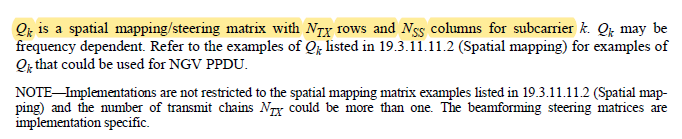 Qk is a spatial mapping/steering matrix with NTX rows and NSS columns for subcarrier k. Qk may be
frequency dependent. Refer to the examples of Qk listed in 19.3.11.11.2 (Spatial mapping) for examples of
Qk that could be used for NGV PPDU.
NOTE—Implementations are not restricted to the spatial mapping matrix examples listed in 19.3.11.11.2 (Spatial map-
ping) and the number of transmit chains NTX could be more than one. The beamforming steering matrices are
implementation specific.